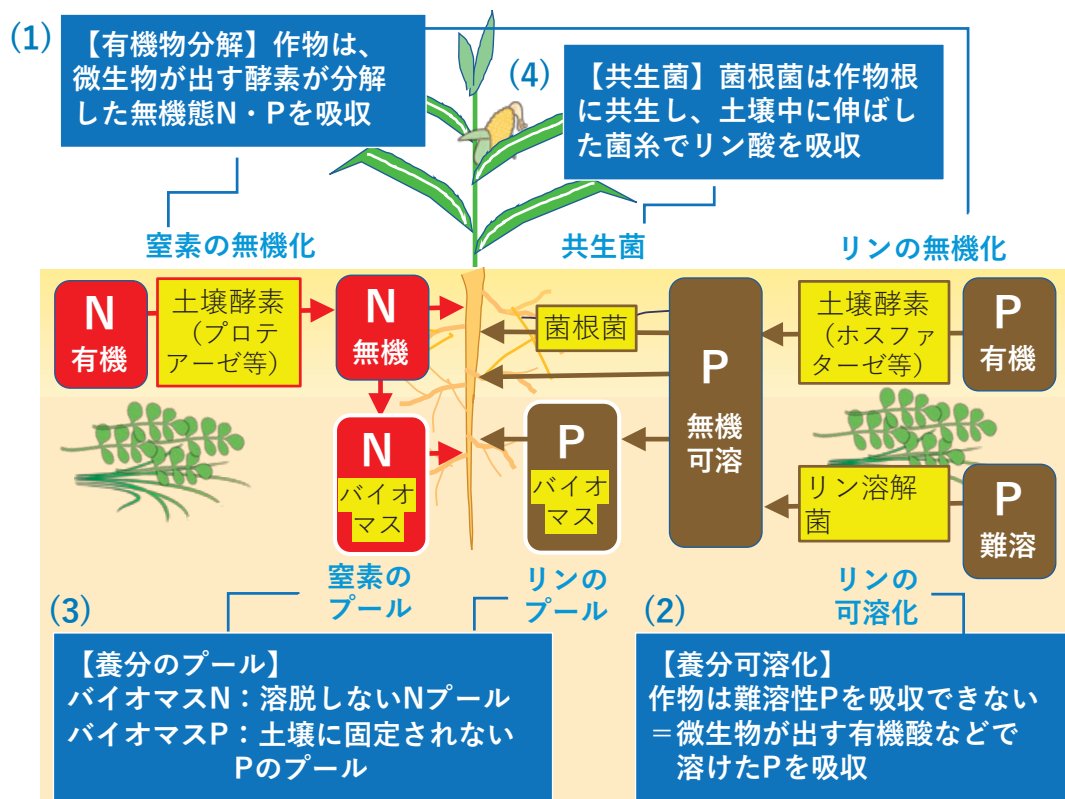 (1)
【有機物分解】作物は、
微生物が出す酵素が分解
した無機態N・Pを吸収
(4)
【共生菌】菌根菌は作物根
に共生し、土壌中に伸ばし
た菌糸でリン酸を吸収
窒素の無機化
共生菌
リンの無機化
N
有機
土壌酵素
（プロテ
アーゼ等）
N
無機
菌根菌
P
無機
可溶
土壌酵素
（ホスファ
ターゼ等）
P
有機
N
バイオ
マス
P
バイオ
マス
リン溶解
菌
P
難溶
窒素の
プール
リンの
プール
リンの
可溶化
(3)
【養分のプール】
バイオマスN：溶脱しないNプール
バイオマスP：土壌に固定されない
Pのプール
(2)
【養分可溶化】
作物は難溶性Pを吸収できない
＝微生物が出す有機酸などで
溶けたPを吸収